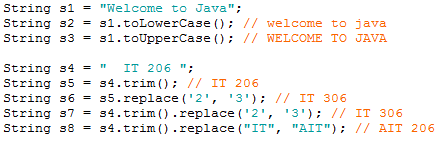 String s1 = "Welcome to Java";
String s2 = s1.toLowerCase(); // welcome to java
String s3 = s1.toUpperCase(); // WELCOME TO JAVA
String s4 = "  IT 206 ";
String s5 = s4.trim(); // IT 206
String s6 = s5.replace('2', '3'); // IT 306
String s7 = s4.trim().replace('2', '3'); // IT 306
String s8 = s4.trim().replace("IT", "AIT"); // AIT 206